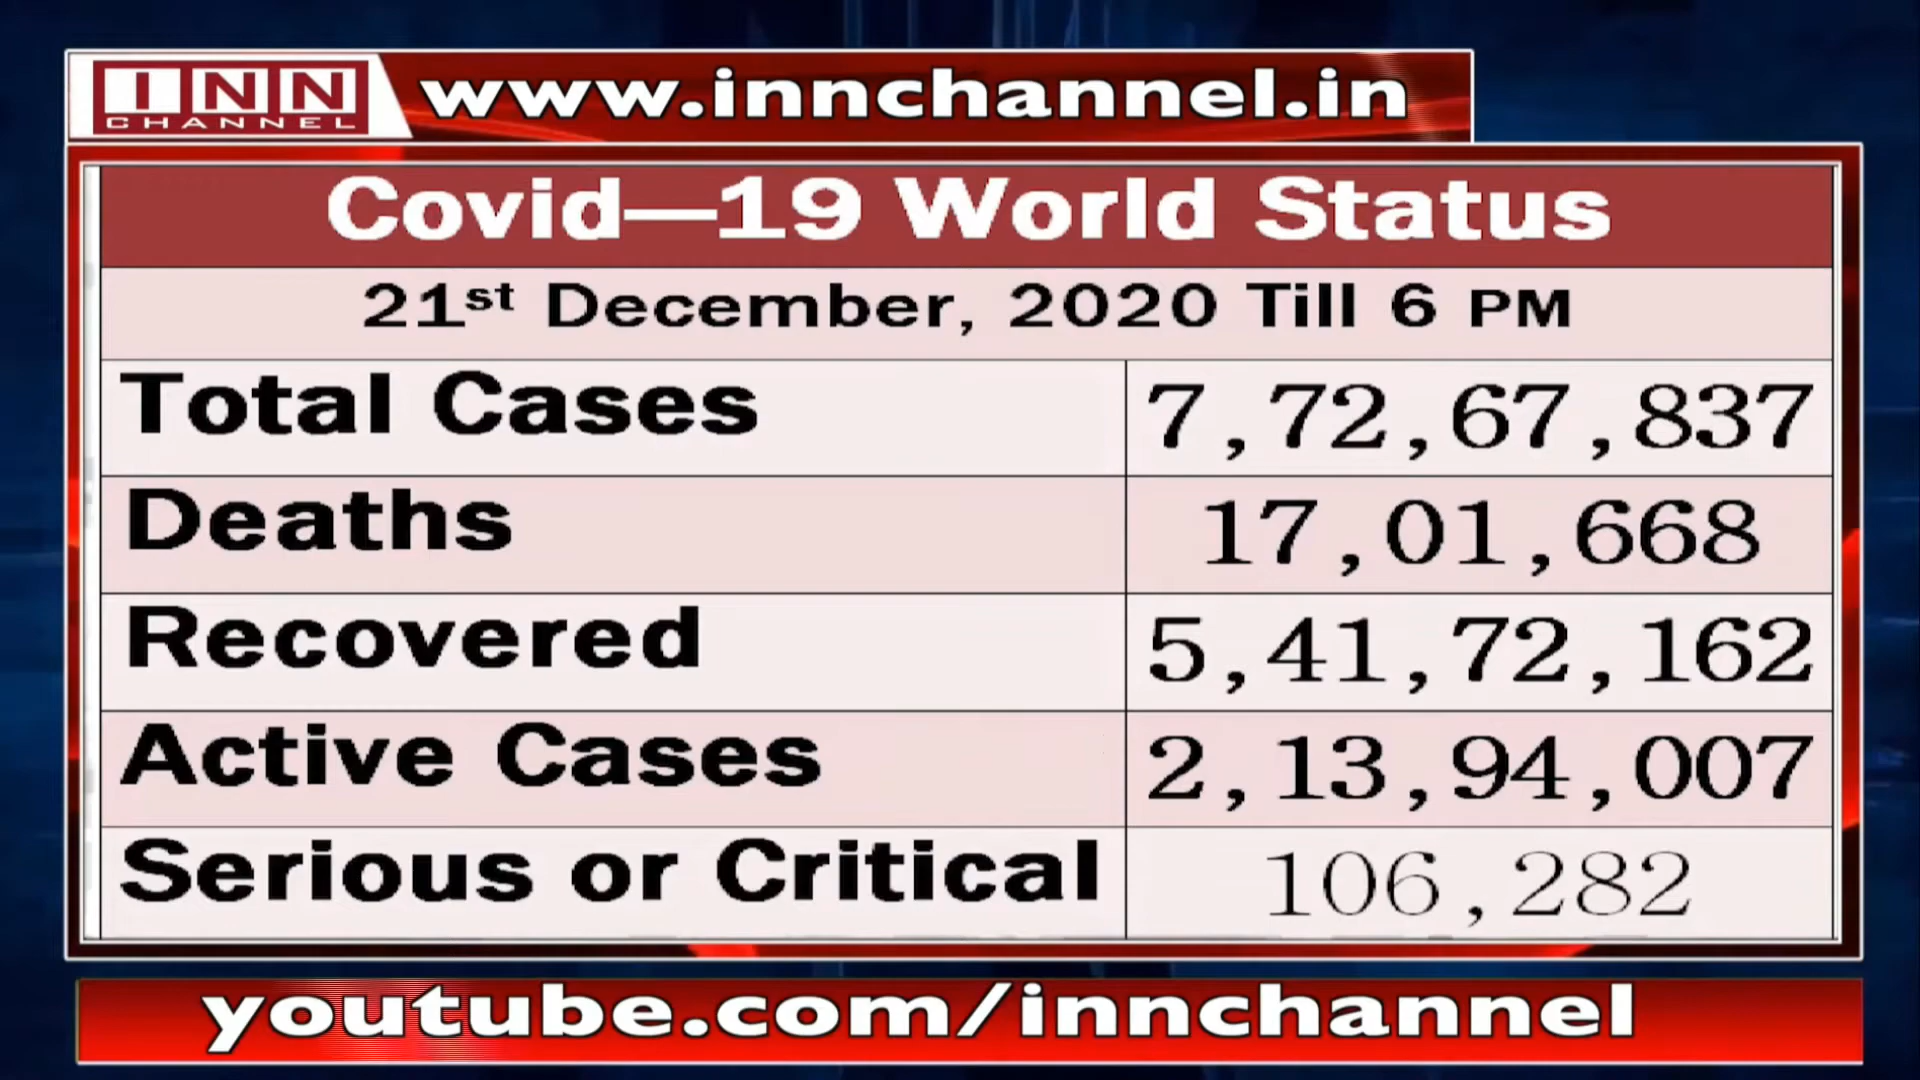 INN
CHANNEL
www.innchannel.in
Covid—19 World Status
21st December, 2020 Till 6 PM
Total Cases 7,72,67,837
Deaths 17,01,668
Recovered 5,41,72,162
Active Cases 2,13,94,007
Serious or Critical 106,282
youtube.com/innchannel